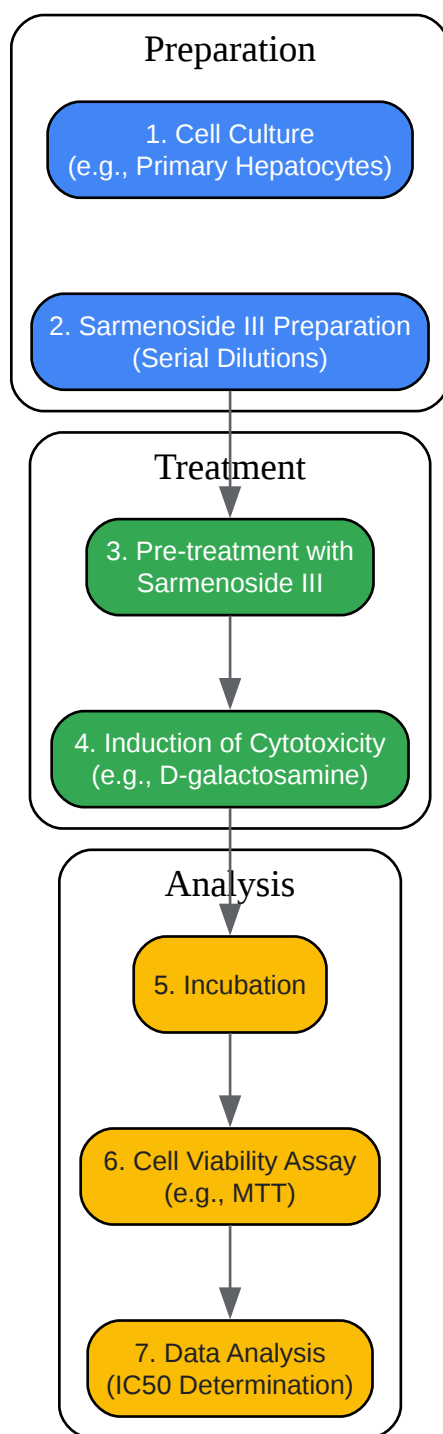 Preparation
1. Cell Culture
(e.g., Primary Hepatocytes)
2. Sarmenoside III Preparation
(Serial Dilutions)
Treatment
3. Pre-treatment with
Sarmenoside III
4. Induction of Cytotoxicity
(e.g., D-galactosamine)
Analysis
5. Incubation
6. Cell Viability Assay
(e.g., MTT)
7. Data Analysis
(IC50 Determination)